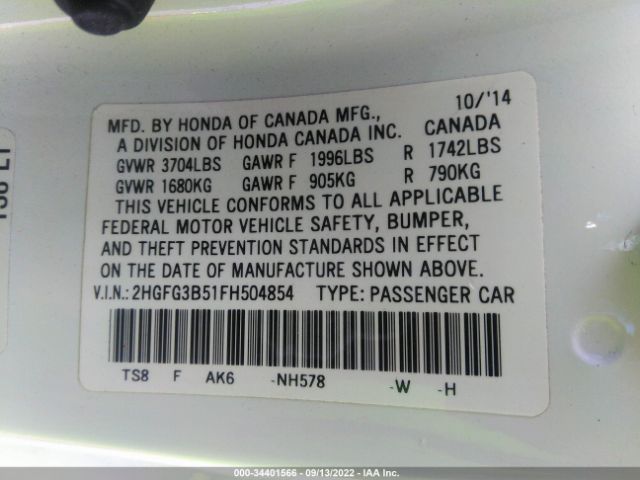 10/'14
MFD. BY HONDA OF CANADA MFG.,
A DIVISION OF HONDA CANADA INC. CANADA
GVWR 3704LBS GAWR F 1996LBS R 1742LBS
GVWR 1680KG GAWR F 905KG R 790KG
THIS VEHICLE CONFORMS TO ALL APPLICABLE
FEDERAL MOTOR VEHICLE SAFETY, BUMPER,
AND THEFT PREVENTION STANDARDS IN EFFECT
ON THE DATE OF MANUFACTURE SHOWN ABOVE.
V.I.N.: 2HGFG3B51FH504854 TYPE: PASSENGER CAR
TS8 F AK6 -NH578 -W -H
000-34401566 - 09/13/2022 - IAA Inc.